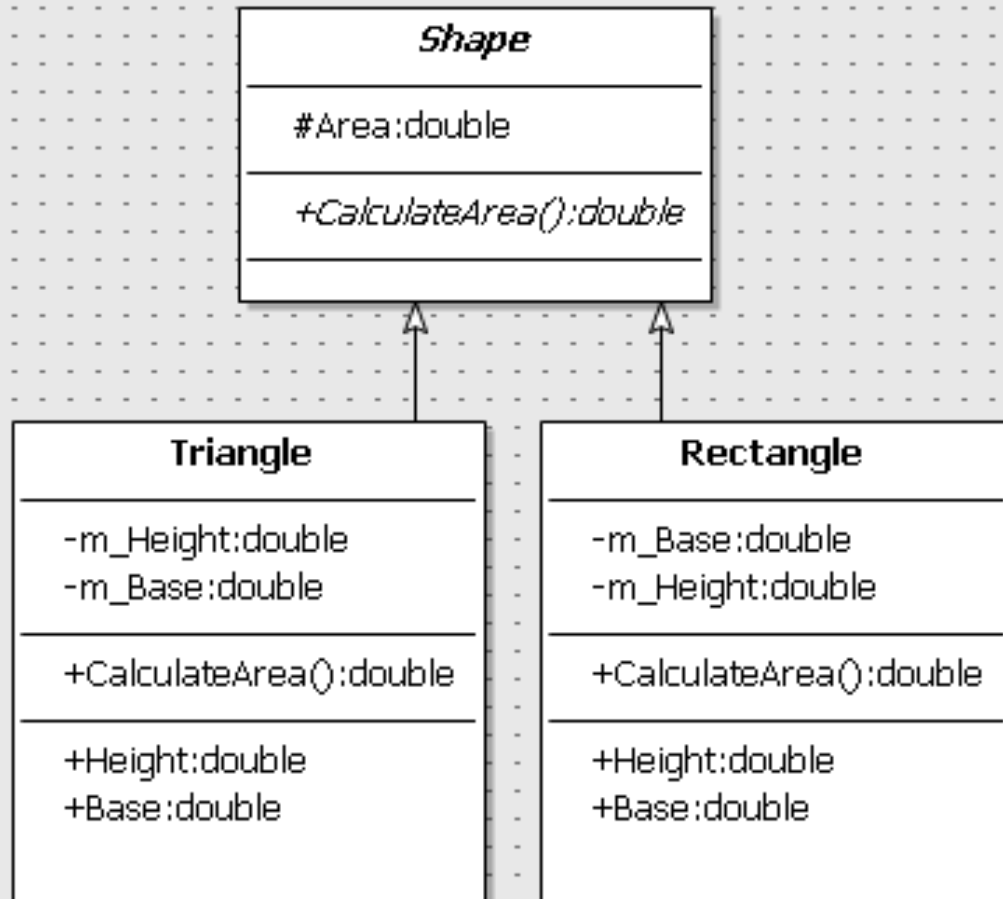 Shape
#Area:double
+CalculateArea():double
Triangle
-m_Height:double
-m_Base:double
+CalculateArea():double
+Height:double
+Base:double
Rectangle
-m_Base:double
-m_Height:double
+CalculateArea():double
+Height:double
+Base:double